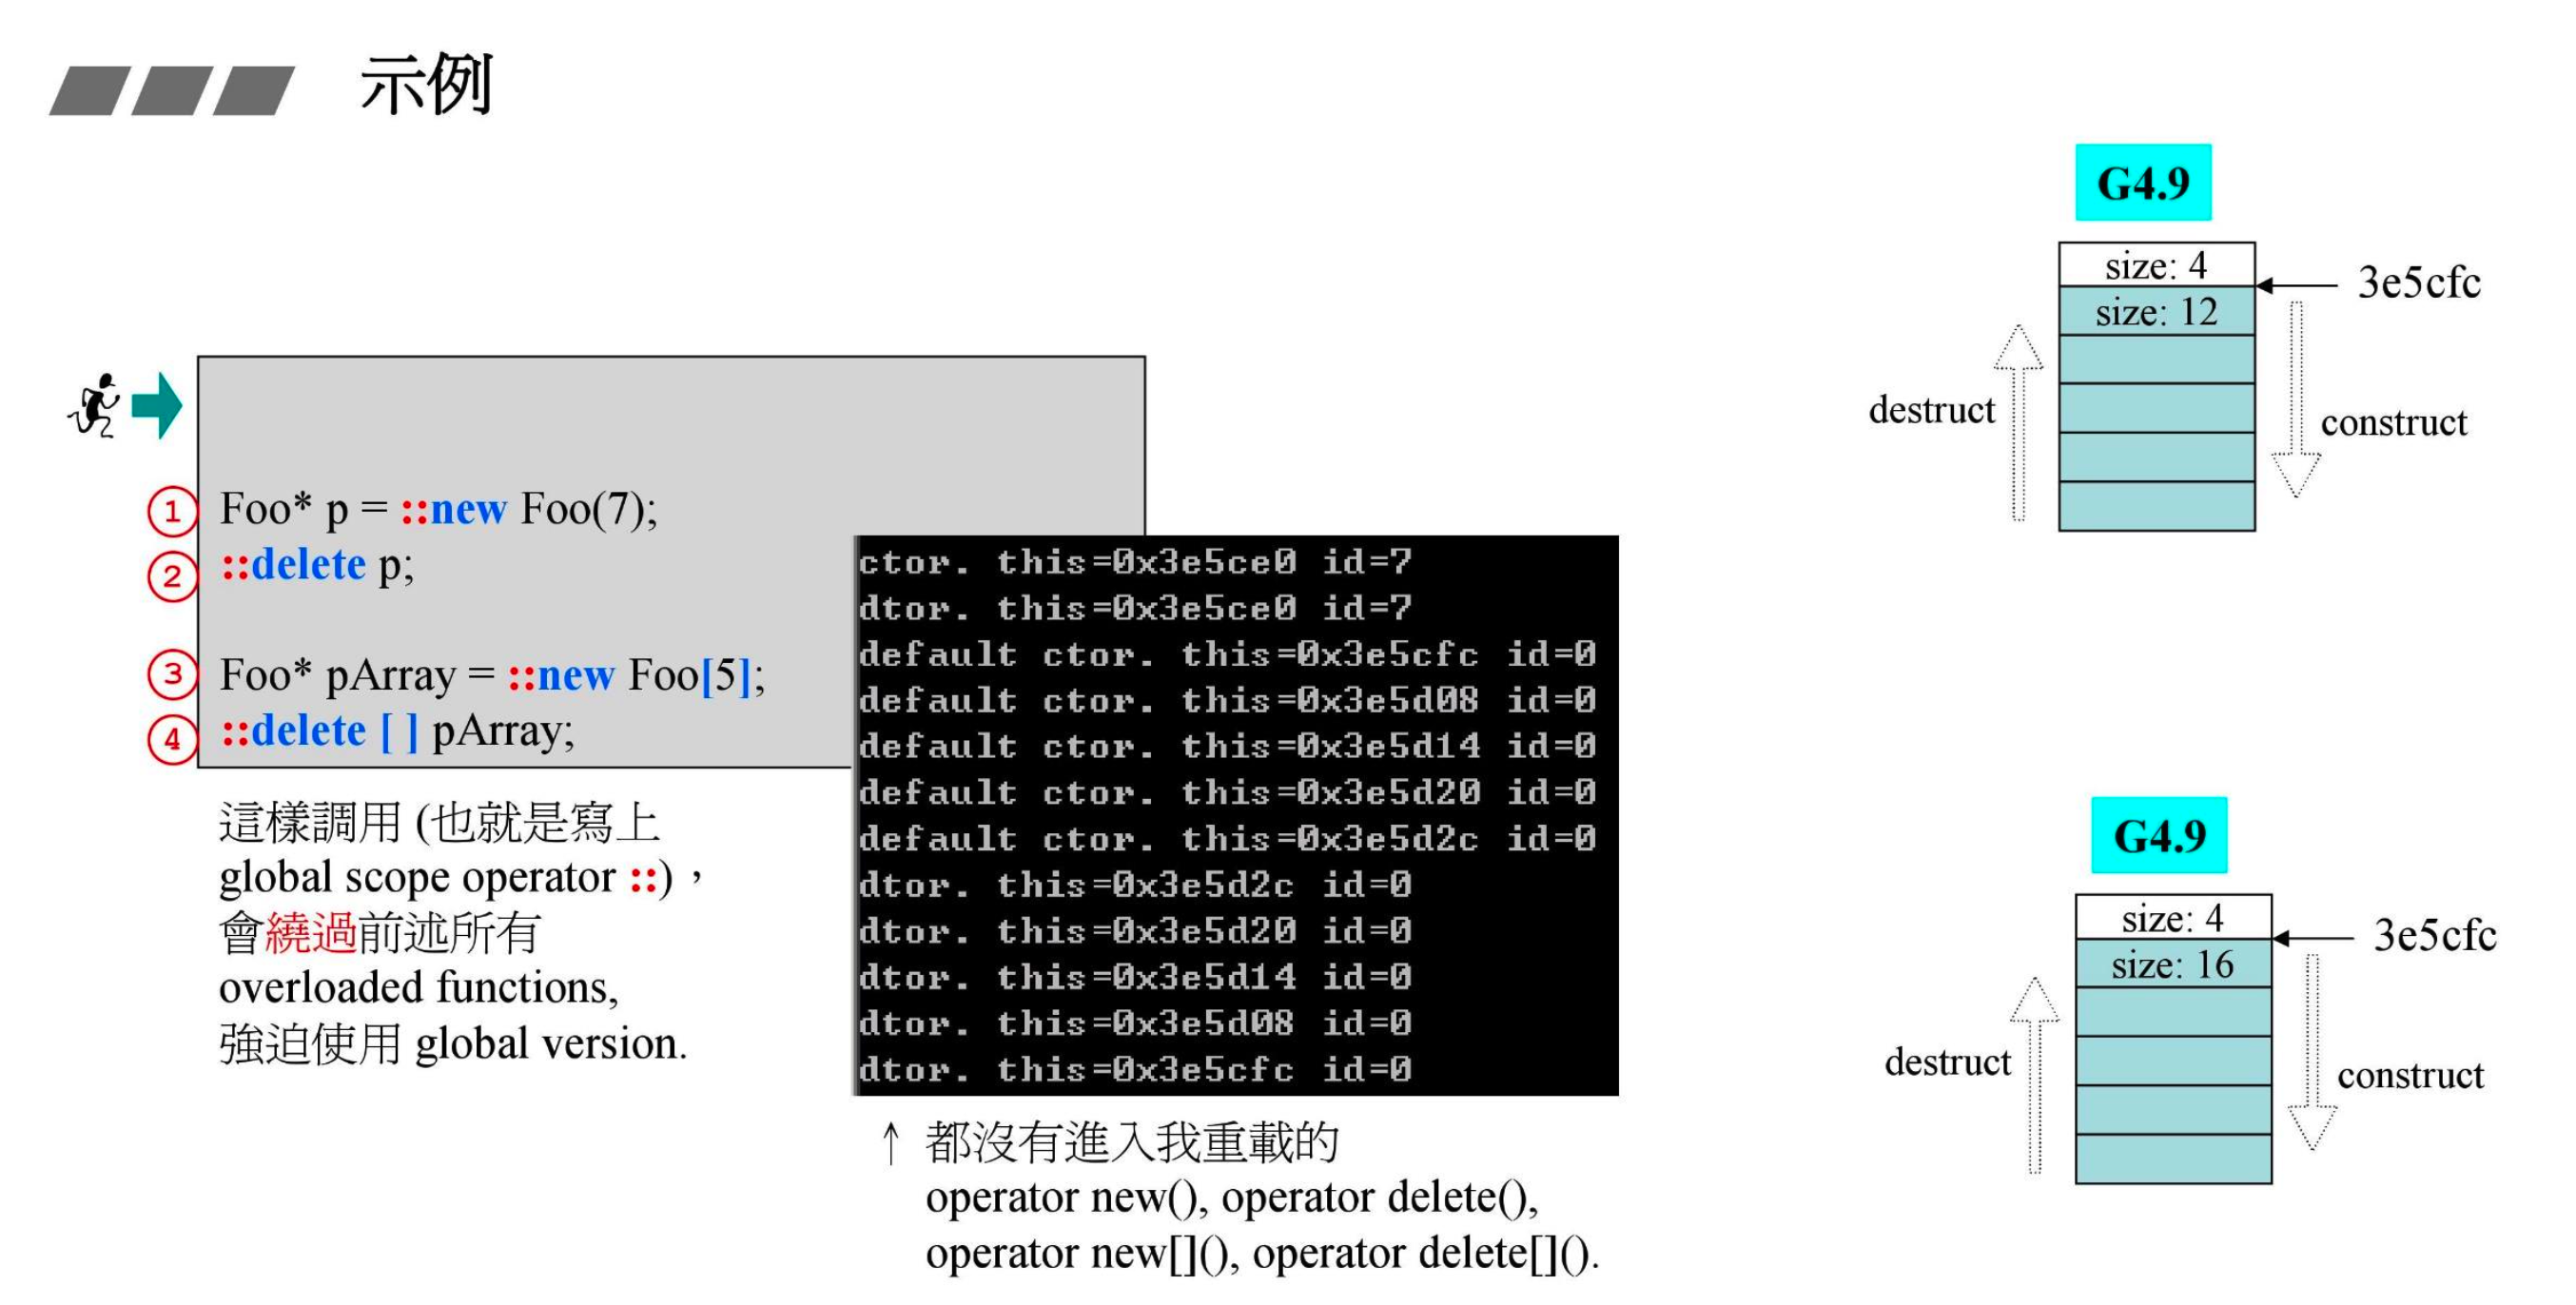 示例
① Foo* p = ::new Foo(7);
② ::delete p;
③ Foo* pArray = ::new Foo[5];
④ ::delete [ ] pArray;
這樣調用 (也就是寫上
global scope operator ::)，
會繞過前述所有
overloaded functions,
強迫使用 global version.
ctor. this=0x3e5ce0 id=7
dtor. this=0x3e5ce0 id=7
default ctor. this=0x3e5cfc id=0
default ctor. this=0x3e5d08 id=0
default ctor. this=0x3e5d14 id=0
default ctor. this=0x3e5d20 id=0
default ctor. this=0x3e5d2c id=0
dtor. this=0x3e5d2c id=0
dtor. this=0x3e5d20 id=0
dtor. this=0x3e5d14 id=0
dtor. this=0x3e5d08 id=0
dtor. this=0x3e5cfc id=0
↑ 都沒有進入我重載的
operator new(), operator delete(),
operator new[](), operator delete[]().
G4.9
size: 4
3e5cfc
size: 12
destruct
construct
G4.9
size: 4
3e5cfc
size: 16
destruct
construct